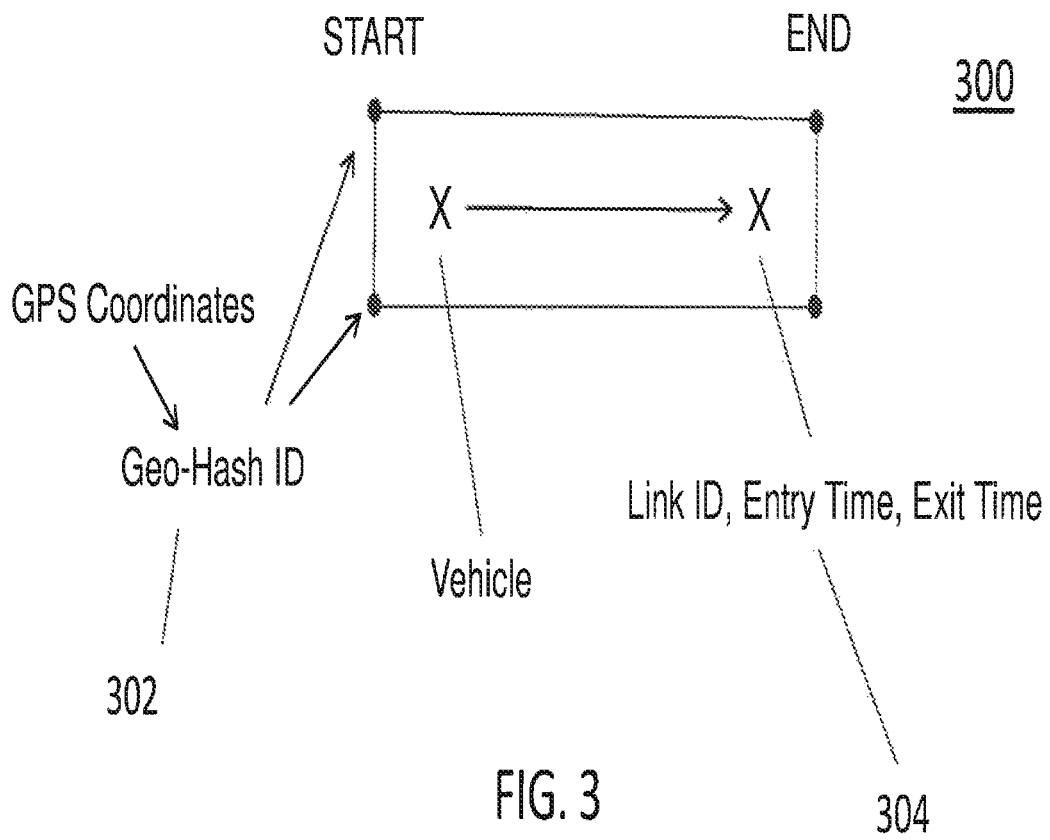 START
END
300
X
X
GPS Coordinates
Geo-Hash ID
Link ID, Entry Time, Exit Time
Vehicle
302
FIG. 3
304